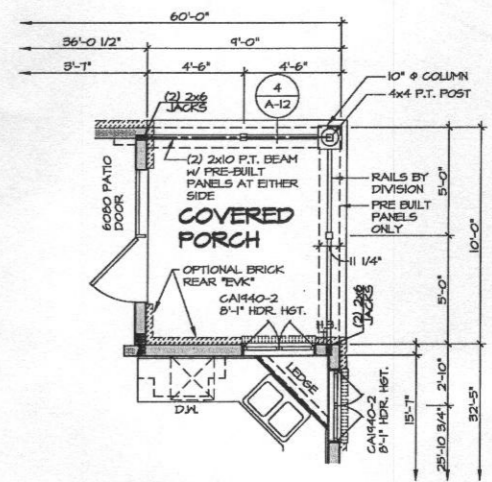 60'-0"
36'-0 1/2"
9'-0"
3'-7"
4'-6"
4'-6"
4
A-12
10" Φ COLUMN
4x4 P.T. POST
(2) 2x6
JACKS
(2) 2x10 P.T. BEAM
W/ PRE-BUILT
PANELS AT EITHER
SIDE
6080 PATIO
DOOR
RAILS BY
DIVISION
PRE BUILT
PANELS
ONLY
5'-0"
10'-0"
COVERED
PORCH
11 1/4"
5'-0"
OPTIONAL BRICK
REAR "EVK"
CA1440-2
8'-1" HDR. HGT.
(2) 2x6
JACKS
H.B.
LEDGE
D.W.
CA1440-2
8'-1" HDR. HGT.
15'-7"
2'-10"
25'-10 3/4"
32'-5"